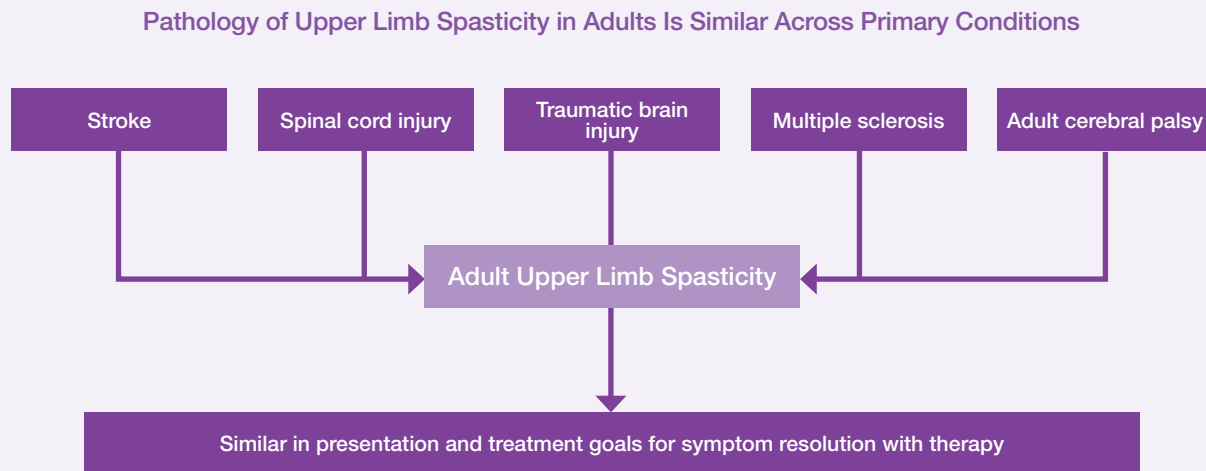 Pathology of Upper Limb Spasticity in Adults Is Similar Across Primary Conditions
Stroke
Spinal cord injury
Traumatic brain
injury
Multiple sclerosis
Adult cerebral palsy
Adult Upper Limb Spasticity
Similar in presentation and treatment goals for symptom resolution with therapy